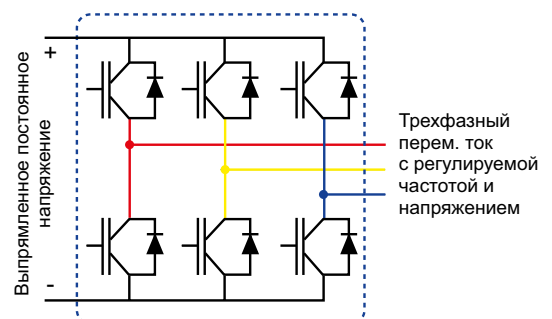 Выпрямленное постоянное
напряжение
+
-
Трехфазный
перем. ток
с регулируемой
частотой и
напряжением